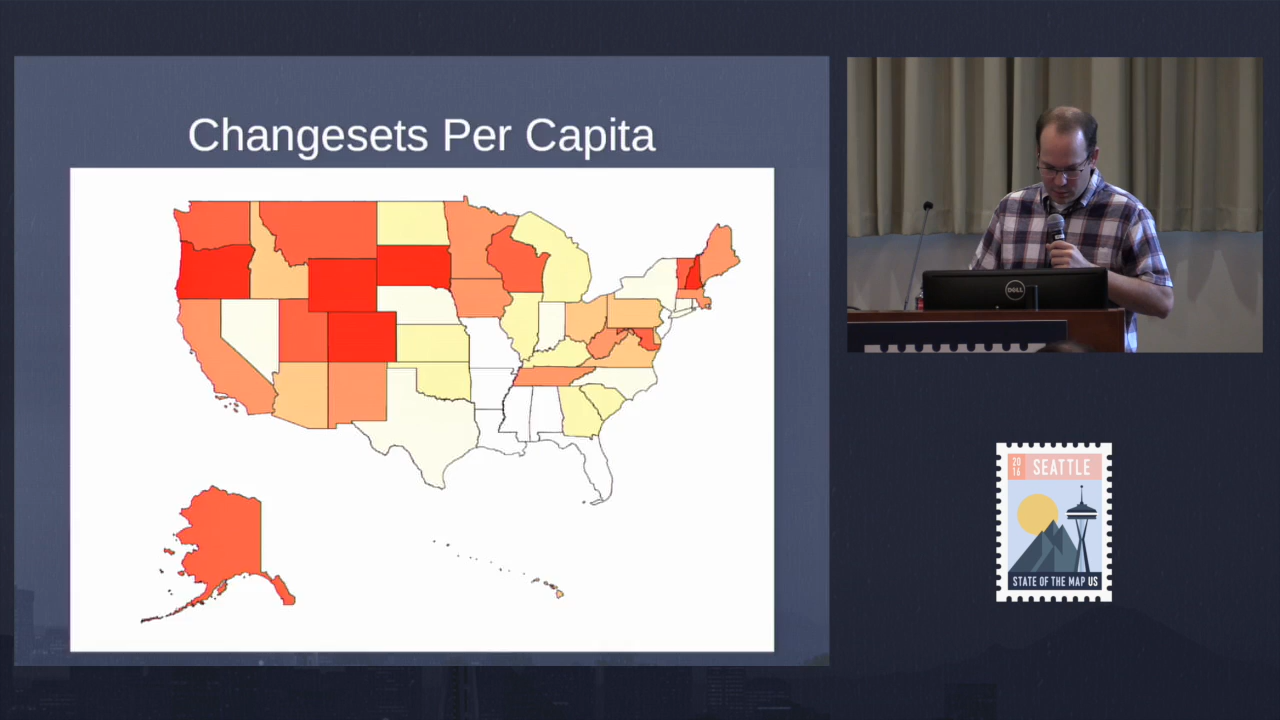 Changesets Per Capita
DELL
20
16
SEATTLE
STATE OF THE MAP US